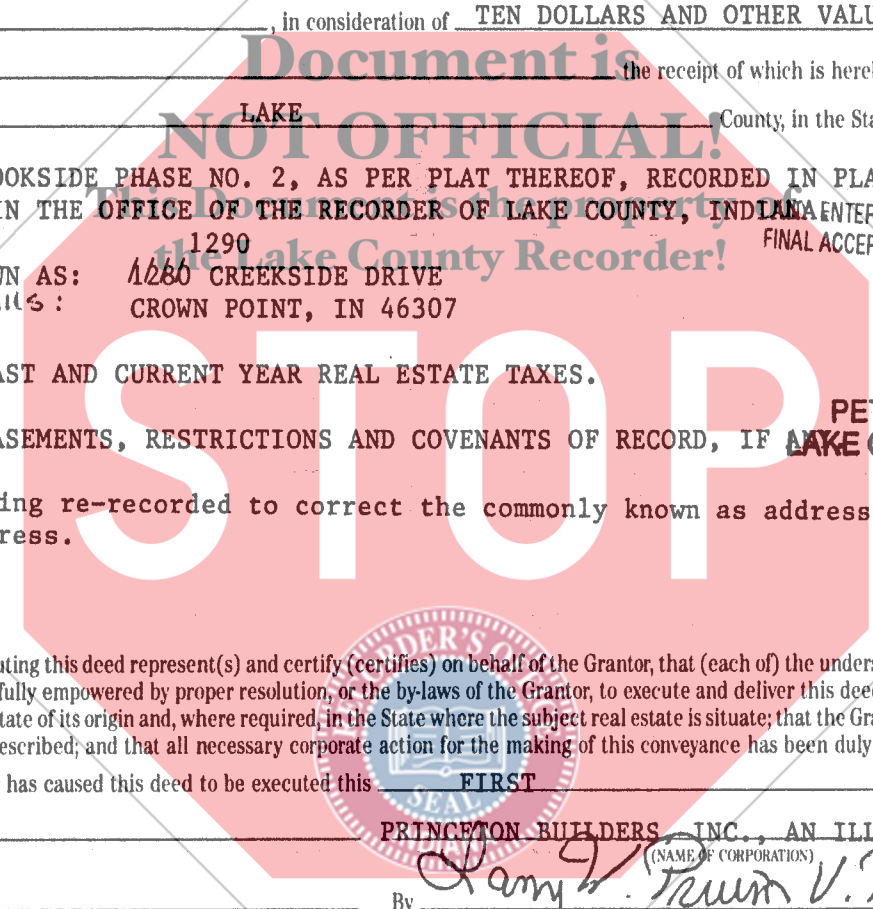 , in consideration of TEN DOLLARS AND OTHER VALU
Document is
the receipt of which is herel
NOT OFFICIAL!
LAKE County, in the Sta
OOKSIDE PHASE NO. 2, AS PER PLAT THEREOF, RECORDED IN PLA
This Document is the property of
IN THE OFFICE OF THE RECORDER OF LAKE COUNTY, INDIANA ENTER
the Lake County Recorder!
1290 FINAL ACCEP
WN AS: 1280 CREEKSIDE DRIVE
CROWN POINT, IN 46307
AST AND CURRENT YEAR REAL ESTATE TAXES.
PET
ASEMENTS, RESTRICTIONS AND COVENANTS OF RECORD, IF ANY.
LAKE C
STOP
ing re-recorded to correct the commonly known as address
ress.
RECORDER'S OFFICE
uting this deed represent(s) and certify (certifies) on behalf of the Grantor, that (each of) the unders
fully empowered by proper resolution, or the by-laws of the Grantor, to execute and deliver this deed
tate of its origin and, where required, in the State where the subject real estate is situate; that the Gra
escribed; and that all necessary corporate action for the making of this conveyance has been duly
has caused this deed to be executed this FIRST
SEAL
INDIANA
PRINCETON BUILDERS, INC., AN ILL
(NAME OF CORPORATION)
By